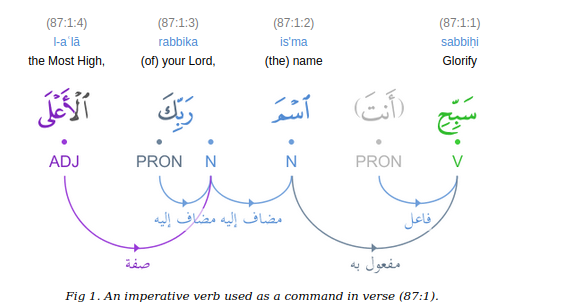 (87:1:4) (87:1:3) (87:1:2) (87:1:1)
l-aʿlā rabbika is'ma sabbiḥi
the Most High, (of) your Lord, (the) name Glorify
سَبِّحِ (أَنتَ) ٱسْمَ رَبِّكَ ٱلْأَعْلَى
ADJ PRON N N PRON V
مضاف إليه مضاف إليه فاعل
صفة مفعول به
Fig 1. An imperative verb used as a command in verse (87:1).